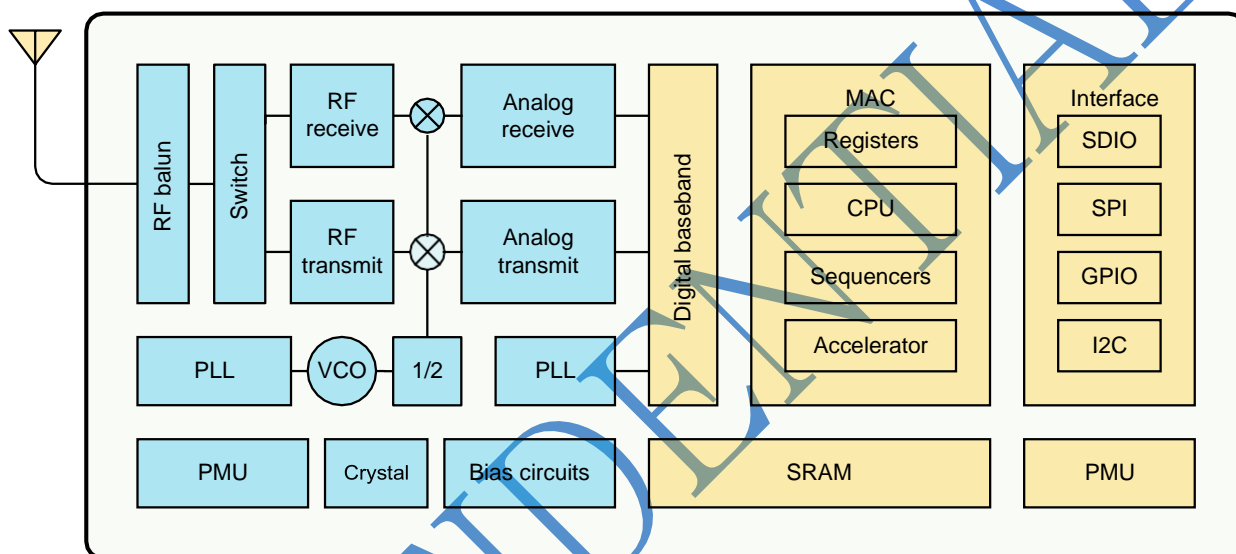 RF
receive
Analog
receive
MAC
Interface
Registers
SDIO
RF balun
Switch
CPU
SPI
RF
transmit
Analog
transmit
Digital baseband
Sequencers
GPIO
PLL
VCO
1/2
PLL
Accelerator
I2C
PMU
Crystal
Bias circuits
SRAM
PMU